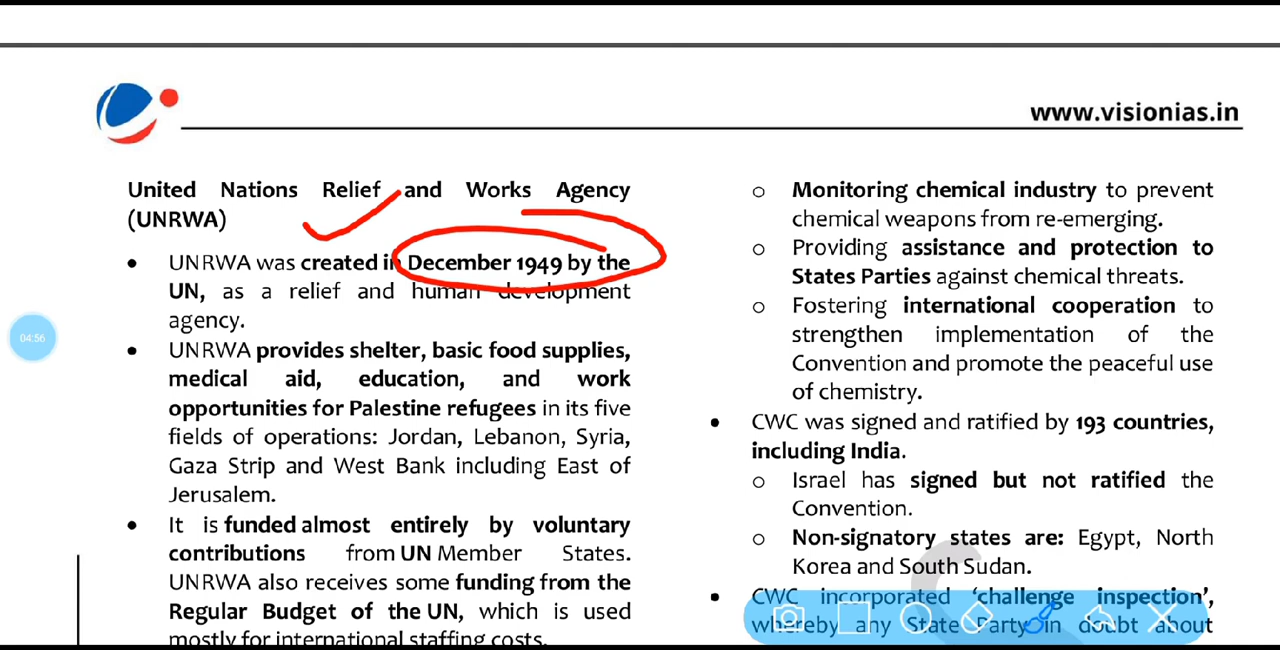 www.visionias.in
United Nations Relief and Works Agency
(UNRWA)
• UNRWA was created in December 1949 by the
UN, as a relief and human development
agency.
• UNRWA provides shelter, basic food supplies,
medical aid, education, and work
opportunities for Palestine refugees in its five
fields of operations: Jordan, Lebanon, Syria,
Gaza Strip and West Bank including East of
Jerusalem.
• It is funded almost entirely by voluntary
contributions from UN Member States.
UNRWA also receives some funding from the
Regular Budget of the UN, which is used
mostly for international staffing costs.
o Monitoring chemical industry to prevent
chemical weapons from re-emerging.
o Providing assistance and protection to
States Parties against chemical threats.
o Fostering international cooperation to
strengthen implementation of the
Convention and promote the peaceful use
of chemistry.
• CWC was signed and ratified by 193 countries,
including India.
o Israel has signed but not ratified the
Convention.
o Non-signatory states are: Egypt, North
Korea and South Sudan.
• CWC incorporated ‘challenge inspection’,
whereby any State Party in doubt about
04:56